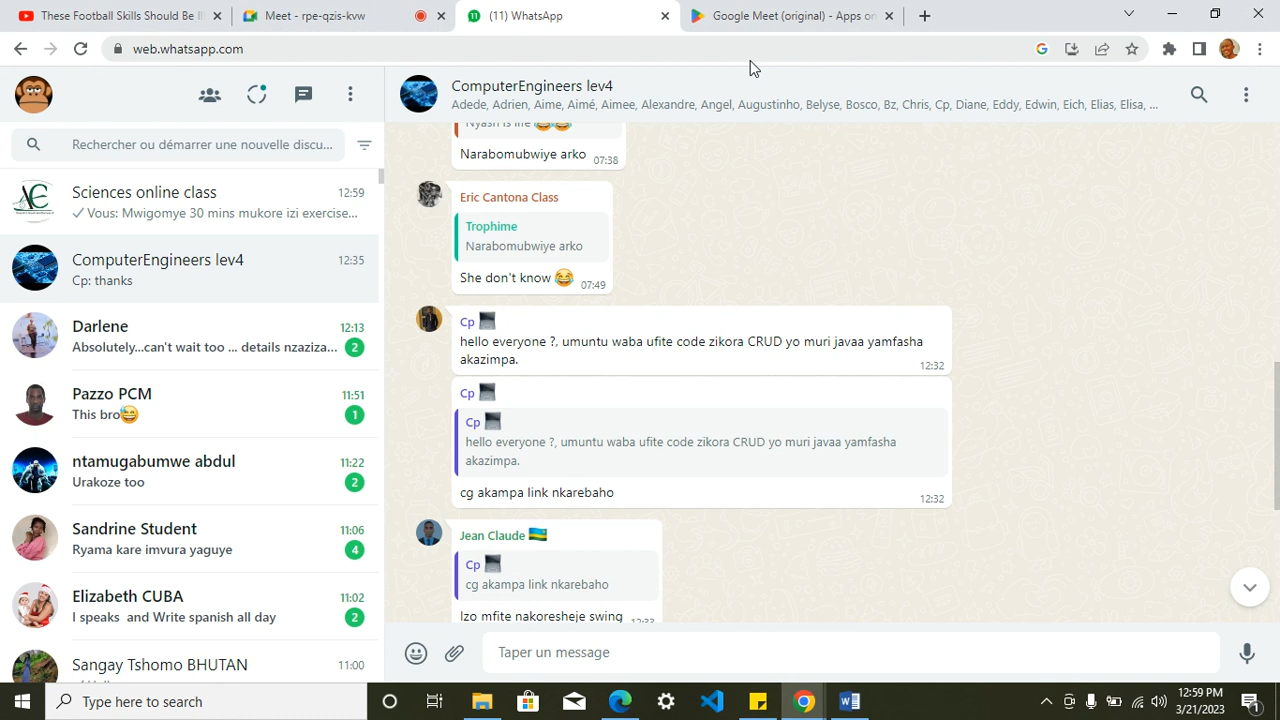 These Football Skills Should Be Ill
Meet - rpe-qzis-kvw
(11) WhatsApp
Google Meet (original) - Apps on
web.whatsapp.com
ComputerEngineers lev4
Adede, Adrien, Aime, Aimé, Aimee, Alexandre, Angel, Augustinho, Belyse, Bosco, Bz, Chris, Cp, Diane, Eddy, Edwin, Eich, Elias, Elisa, ...
Rechercher ou démarrer une nouvelle discu...
Sciences online class 12:59
Vous: Mwigomye 30 mins mukore izi exercise...
ComputerEngineers lev4 12:35
Cp: thanks
Darlene 12:13
Absolutely...can't wait too ... details nzaziza... 2
Pazzo PCM 11:51
This bro😅 1
ntamugabumwe abdul 11:22
Urakoze too 2
Sandrine Student 11:06
Ryama kare imvura yaguye 4
Elizabeth CUBA 11:02
I speaks and Write spanish all day 2
Sangay Tshomo BHUTAN 11:00
Nyash is life 😂😂
Narabomubwiye arko 07:38
Eric Cantona Class
Trophime
Narabomubwiye arko
She don't know 😂 07:49
Cp
hello everyone ?, umuntu waba ufite code zikora CRUD yo muri javaa yamfasha
akazimpa. 12:32
Cp
Cp
hello everyone ?, umuntu waba ufite code zikora CRUD yo muri javaa yamfasha
akazimpa.
cg akampa link nkarebaho 12:32
Jean Claude 🇷🇼
Cp
cg akampa link nkarebaho
Izo mfite nakoresheje swing 12:33
Taper un message
Type here to search
12:59 PM
3/21/2023
1